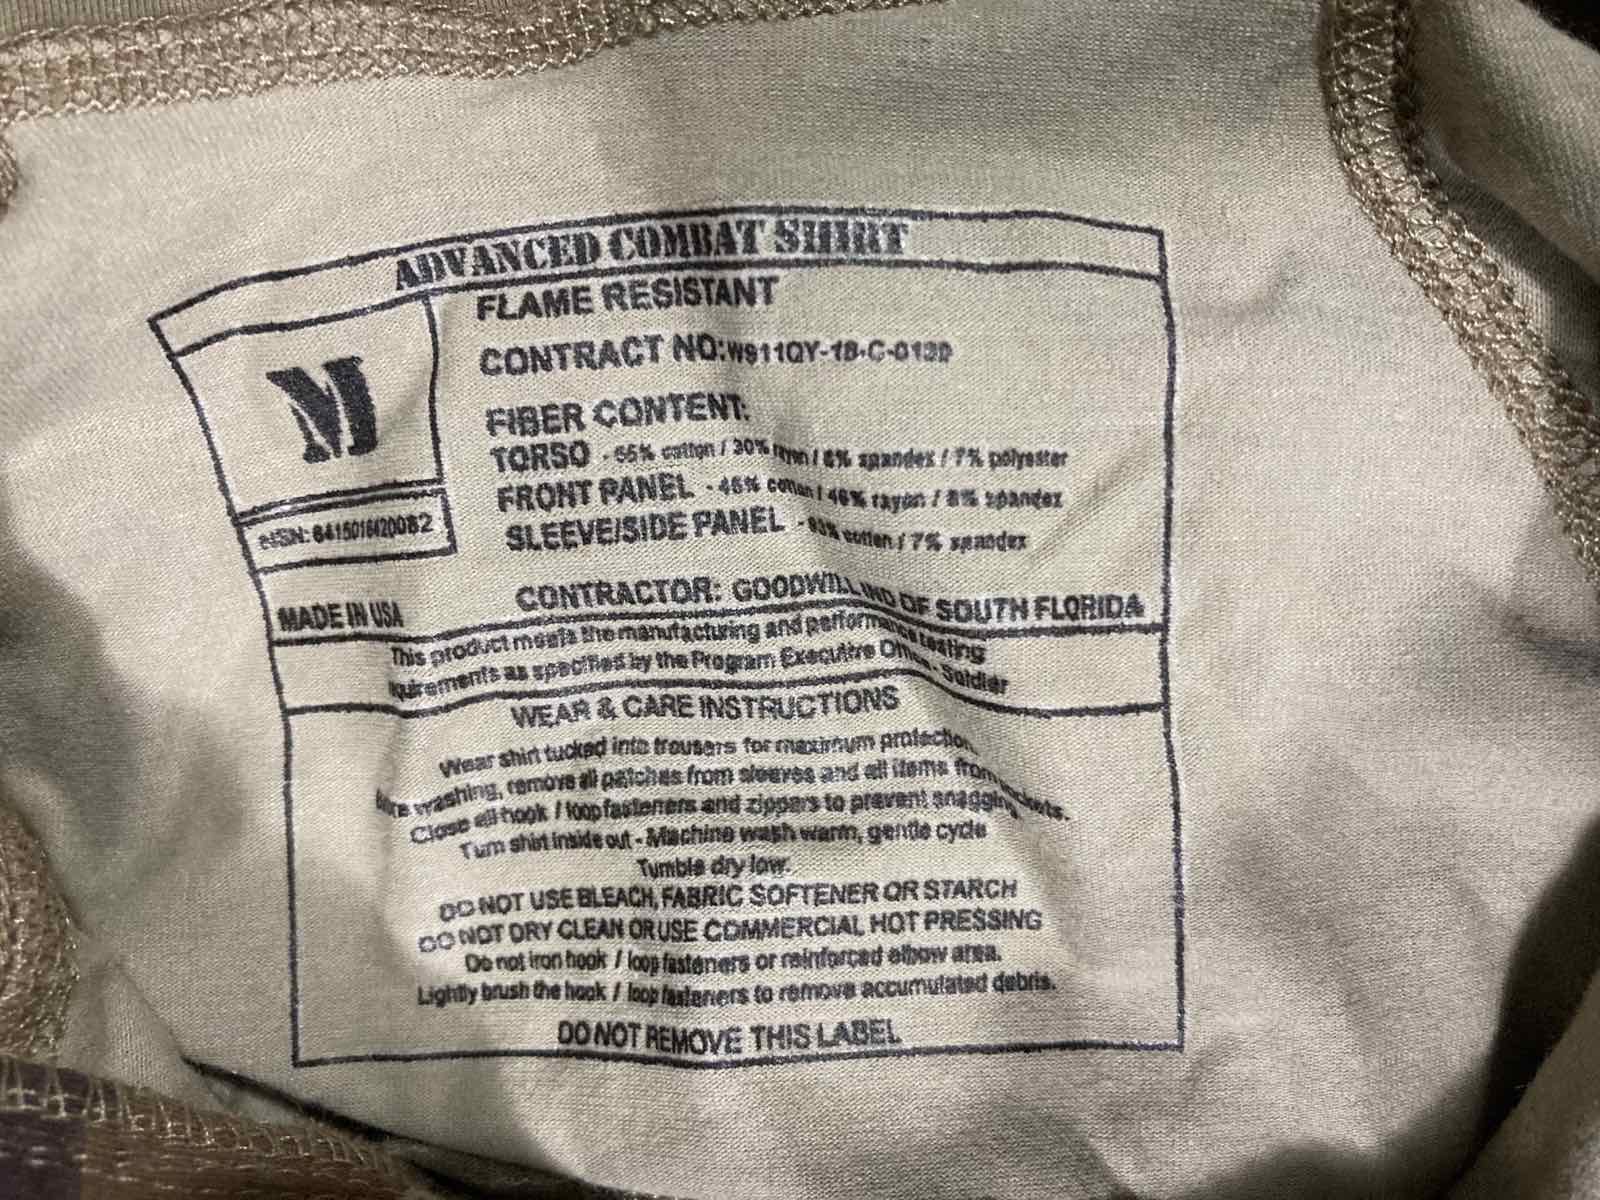 ADVANCED COMBAT SHIRT
FLAME RESISTANT
M
CONTRACT NO:W911QY-18-C-0139
FIBER CONTENT:
TORSO - % cotton / 30% rayon / % spandex / 7% polyester
FRONT PANEL - 46% cotton / 46% rayon / 8% spandex
NSN: 8415016420082
SLEEVE/SIDE PANEL - 93% cotton / 7% spandex
MADE IN USA
CONTRACTOR: GOODWILL IND OF SOUTH FLORIDA
This product meets the manufacturing and performance testing
quirements as specified by the Program Executive Office - Soldier
WEAR & CARE INSTRUCTIONS
Wear shirt tucked into trousers for maximum protection.
washing, remove all patches from sleeves and all items from pockets.
Close all hook / loop fasteners and zippers to prevent snagging
Turn shirt inside out - Machine wash warm, gentle cycle
Tumble dry low.
DO NOT USE BLEACH, FABRIC SOFTENER OR STARCH
DO NOT DRY CLEAN OR USE COMMERCIAL HOT PRESSING
Do not iron hook / loop fasteners or reinforced elbow area.
Lightly brush the hook / loop fasteners to remove accumulated debris.
DO NOT REMOVE THIS LABEL